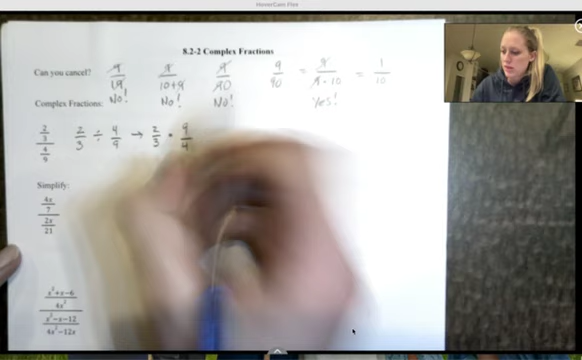 HoverCam Flex
8.2-2 Complex Fractions
Can you cancel? 9/19 9/10+9 9/90 9/90 = 9/9·10 = 1/10
No! No! No! Yes!
Complex Fractions:
2/3 / 4/9 2/3 ÷ 4/9 → 2/3 · 9/4
Simplify:
4x/7 / 2x/21
x²+x-6/4x² / x²-x-12/4x²-12x